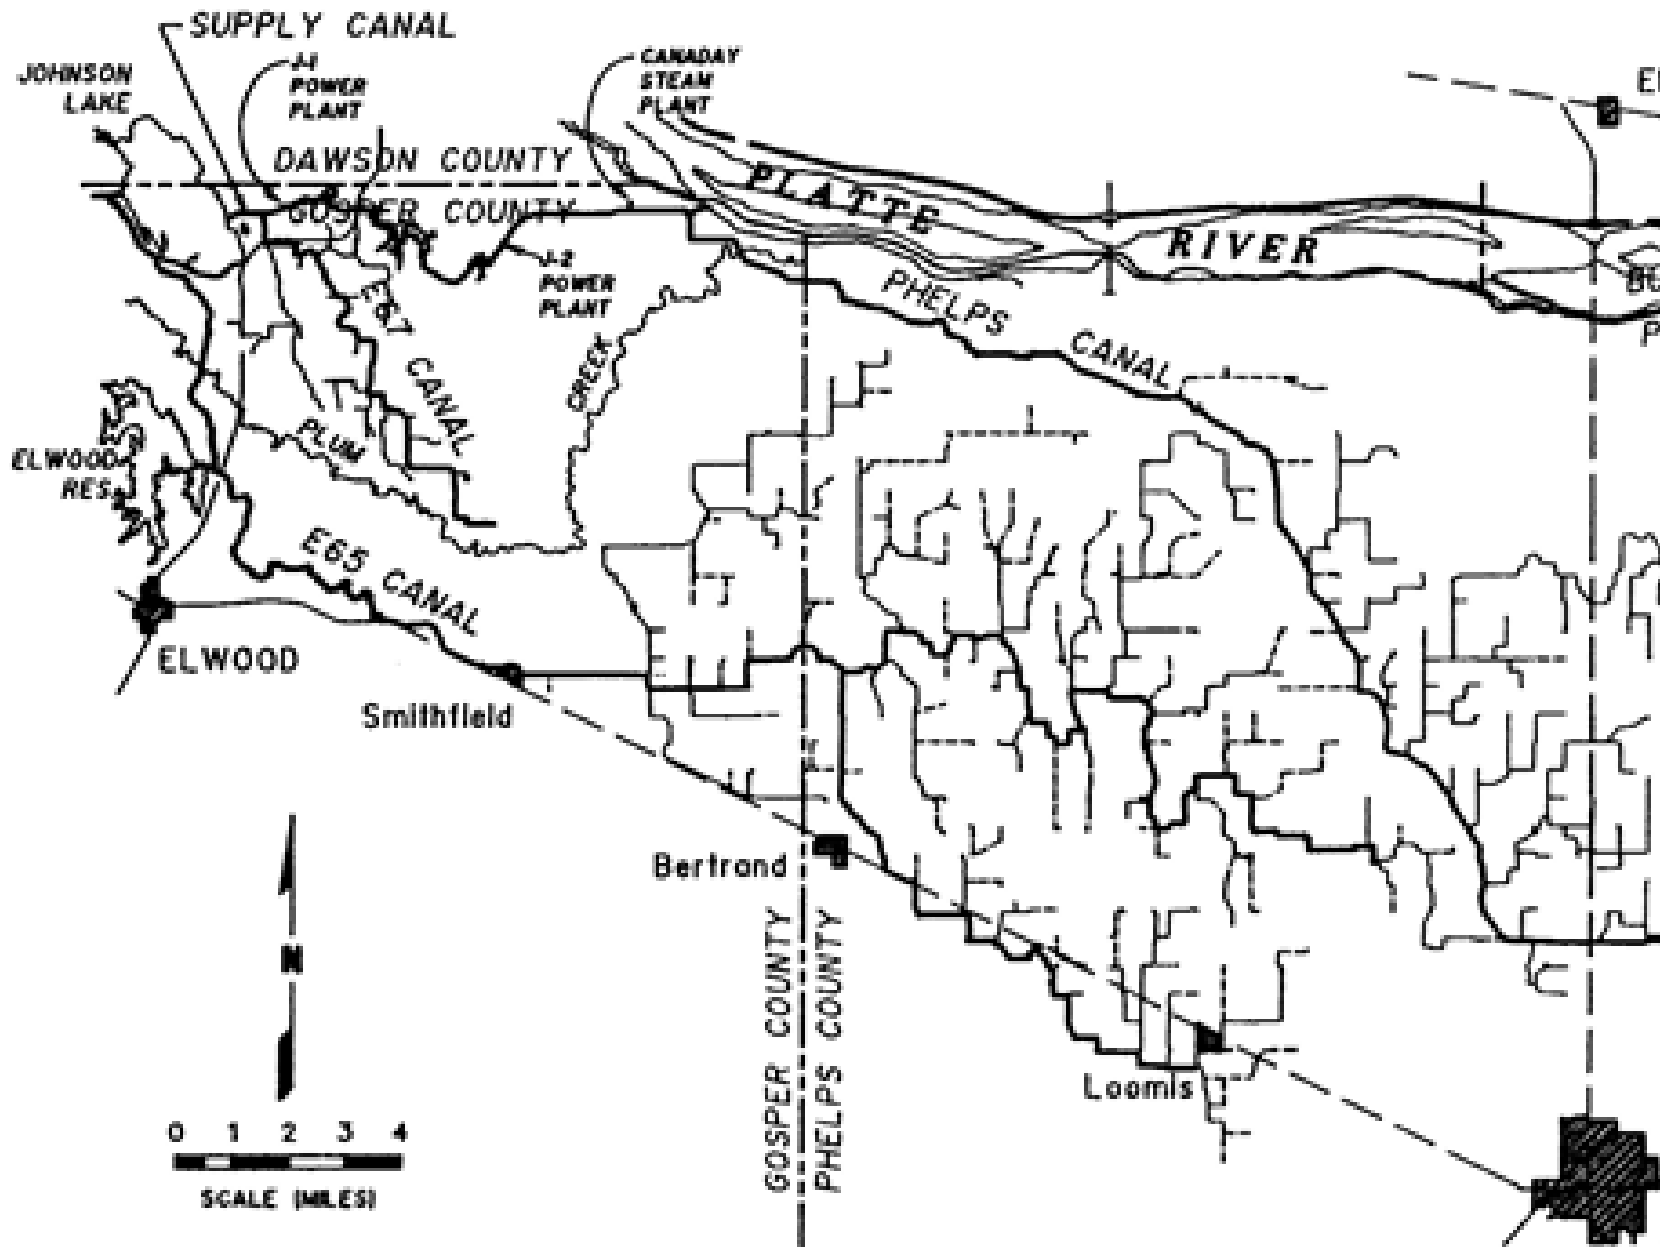 SUPPLY CANAL
JOHNSON
LAKE
J-1
POWER
PLANT
CANADAY
STEAM
PLANT
DAWSON COUNTY
GOSPER COUNTY
PLATTE
RIVER
J-2
POWER
PLANT
E67
CANAL
PHELPS
CANAL
CREEK
PLUM
ELWOOD
RES.
E65 CANAL
ELWOOD
Smithfield
Bertrand
GOSPER COUNTY
PHELPS COUNTY
N
Loomis
0 1 2 3 4
SCALE (MILES)